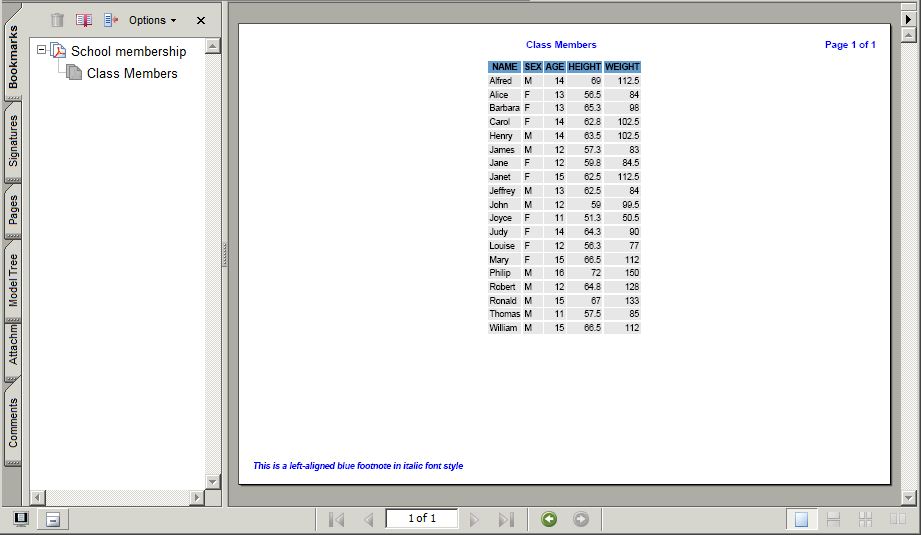 Options
School membership
Class Members
Bookmarks
Signatures
Pages
Model Tree
Attachm
Comments
Class Members
Page 1 of 1
NAME SEX AGE HEIGHT WEIGHT
Alfred M 14 69 112.5
Alice F 13 56.5 84
Barbara F 13 65.3 98
Carol F 14 62.8 102.5
Henry M 14 63.5 102.5
James M 12 57.3 83
Jane F 12 59.8 84.5
Janet F 15 62.5 112.5
Jeffrey M 13 62.5 84
John M 12 59 99.5
Joyce F 11 51.3 50.5
Judy F 14 64.3 90
Louise F 12 56.3 77
Mary F 15 66.5 112
Philip M 16 72 150
Robert M 12 64.8 128
Ronald M 15 67 133
Thomas M 11 57.5 85
William M 15 66.5 112
This is a left-aligned blue footnote in italic font style
1 of 1